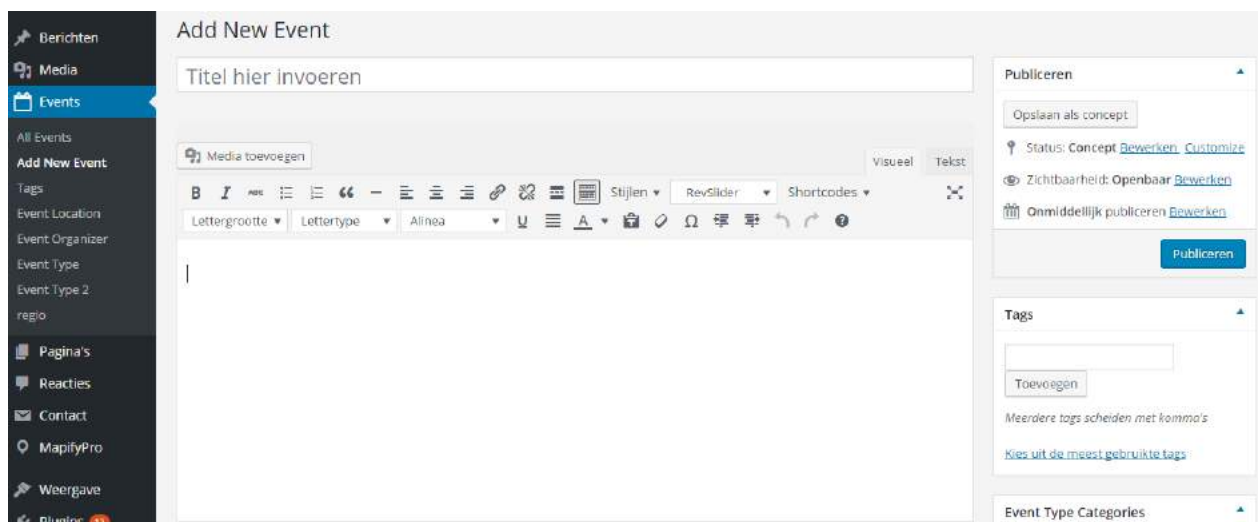 Berichten
Media
Events
All Events
Add New Event
Tags
Event Location
Event Organizer
Event Type
Event Type 2
regio
Pagina's
Reacties
Contact
MapifyPro
Weergave
Plugins
Add New Event
Titel hier invoeren
Media toevoegen
Visueel Tekst
B I ABC Stijlen RevSlider Shortcodes
Lettergrootte Lettertype Alinea U A Ω
Publiceren
Opslaan als concept
Status: Concept Bewerken Customize
Zichtbaarheid: Openbaar Bewerken
Onmiddellijk publiceren Bewerken
Publiceren
Tags
Toevoegen
Meerdere tags scheiden met komma's
Kies uit de meest gebruikte tags
Event Type Categories